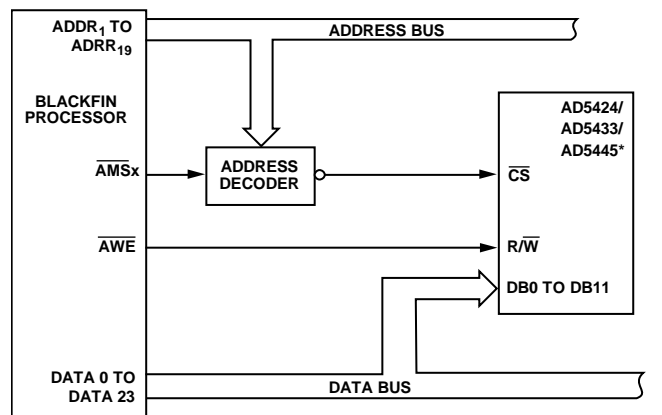 ADDR1 TO
ADRR19
ADDRESS BUS
BLACKFIN
PROCESSOR
AD5424/
AD5433/
AD5445*
AMSx
ADDRESS
DECODER
CS
AWE
R/W
DB0 TO DB11
DATA 0 TO
DATA 23
DATA BUS